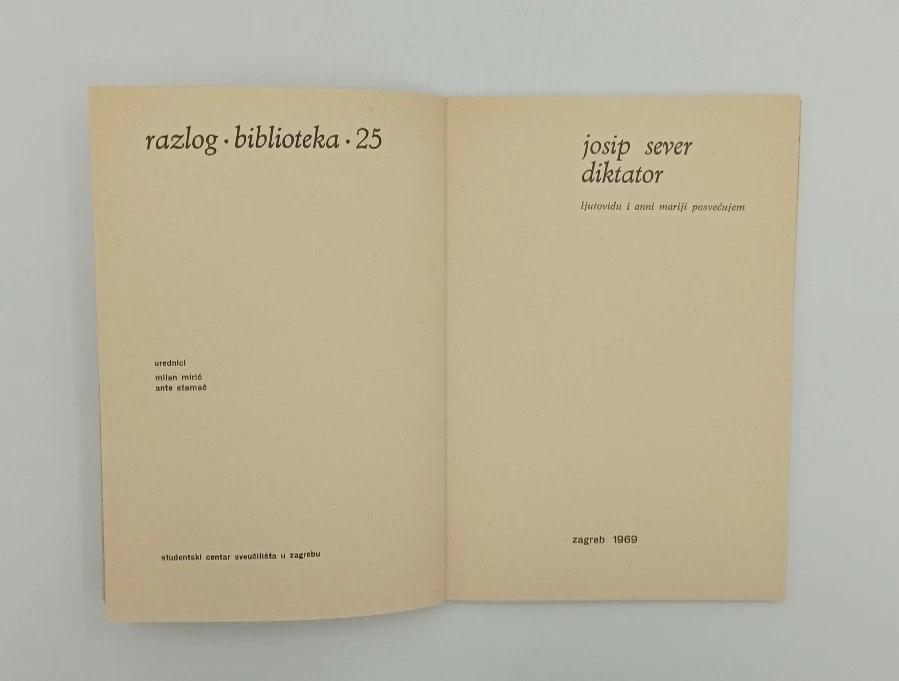 razlog · biblioteka · 25
urednici
milan mirić
ante stamać
studentski centar sveučilišta u zagrebu
josip sever
diktator
ljutovidu i anni mariji posvećujem
zagreb 1969